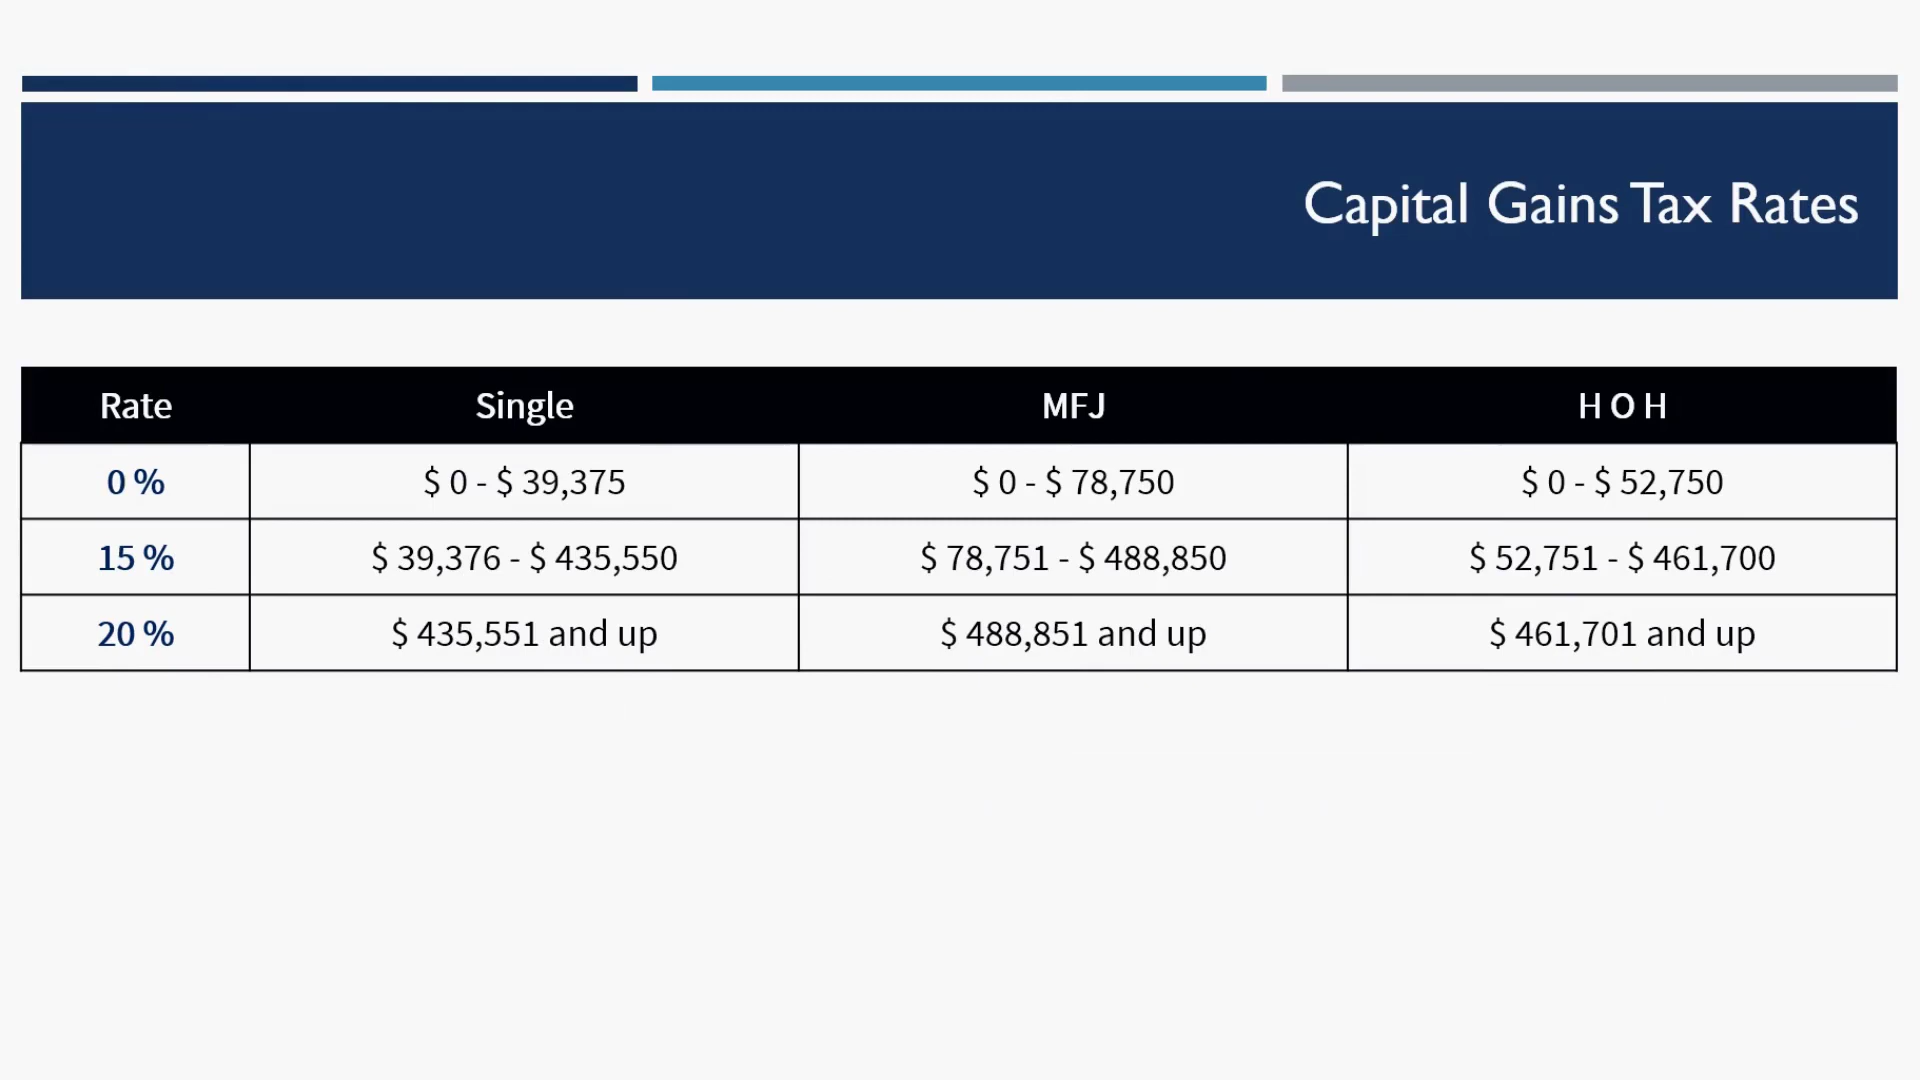 Capital Gains Tax Rates
Rate Single MFJ H O H
0 % $ 0 - $ 39,375 $ 0 - $ 78,750 $ 0 - $ 52,750
15 % $ 39,376 - $ 435,550 $ 78,751 - $ 488,850 $ 52,751 - $ 461,700
20 % $ 435,551 and up $ 488,851 and up $ 461,701 and up